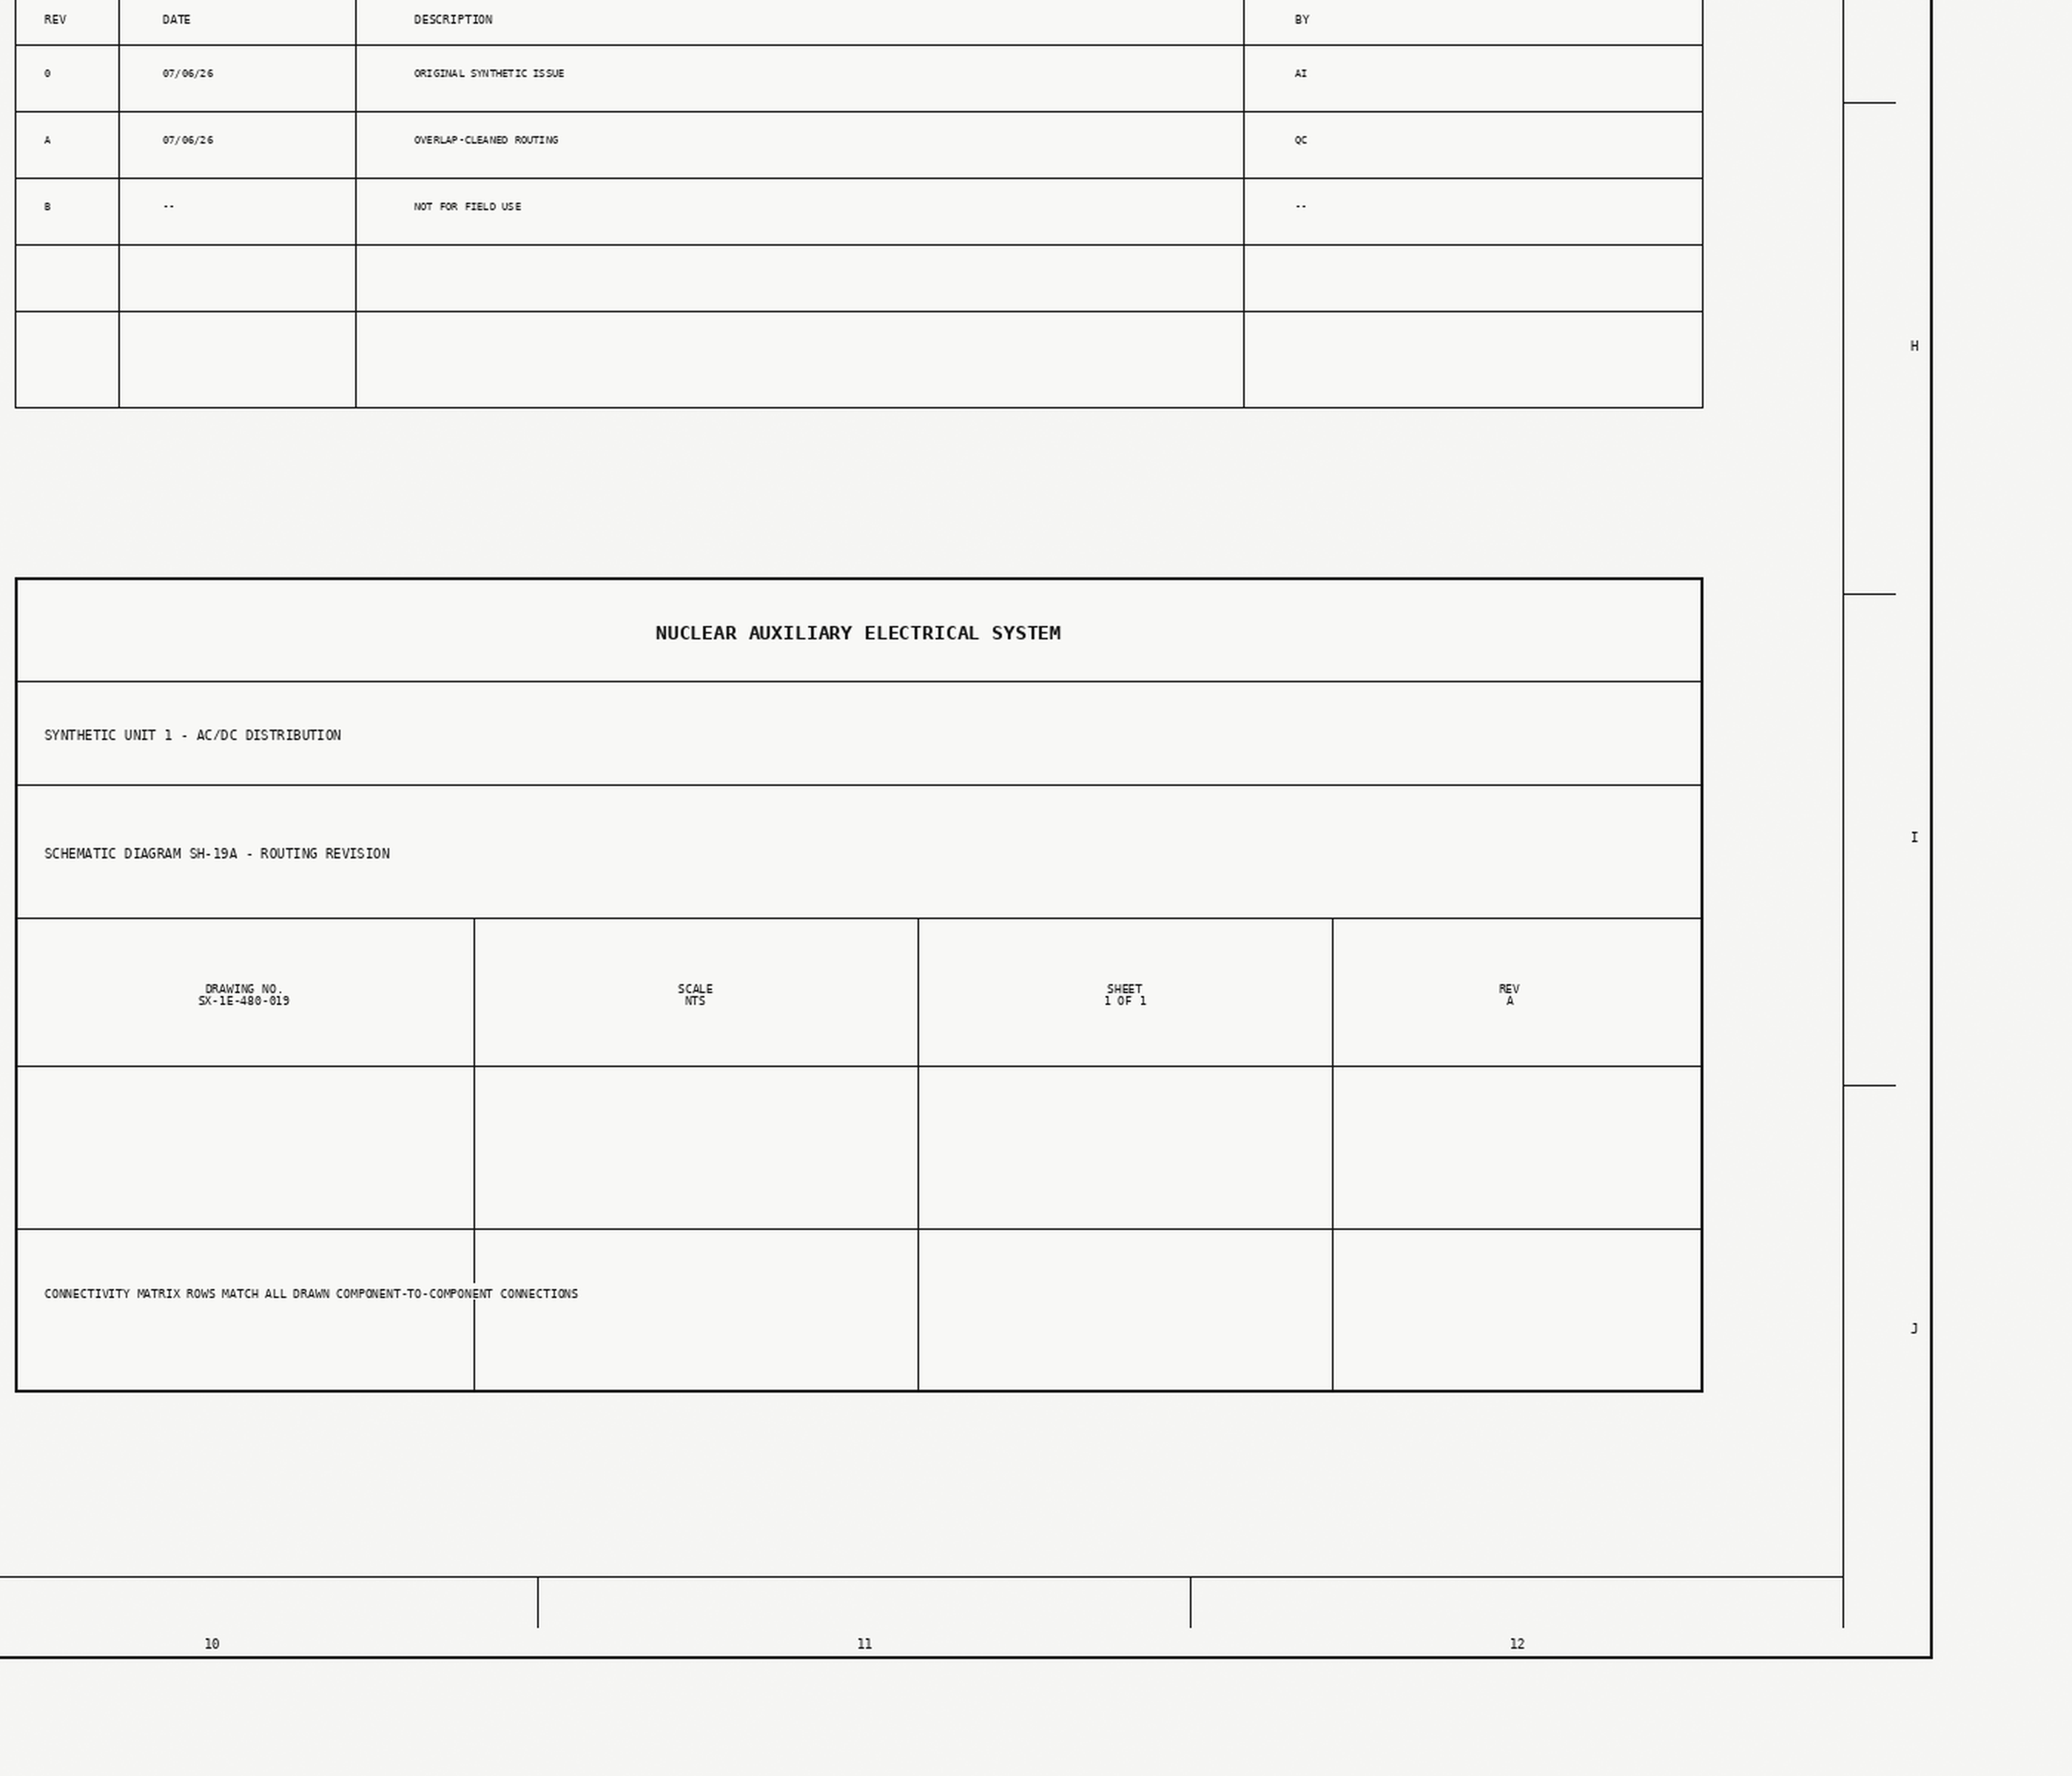 REV DATE DESCRIPTION BY
0 07/06/26 ORIGINAL SYNTHETIC ISSUE AI
A 07/06/26 OVERLAP-CLEANED ROUTING QC
B -- NOT FOR FIELD USE --
H
NUCLEAR AUXILIARY ELECTRICAL SYSTEM
SYNTHETIC UNIT 1 - AC/DC DISTRIBUTION
I
SCHEMATIC DIAGRAM SH-19A - ROUTING REVISION
DRAWING NO. SCALE SHEET REV
SX-1E-480-019 NTS 1 OF 1 A
CONNECTIVITY MATRIX ROWS MATCH ALL DRAWN COMPONENT-TO-COMPONENT CONNECTIONS
J
10 11 12